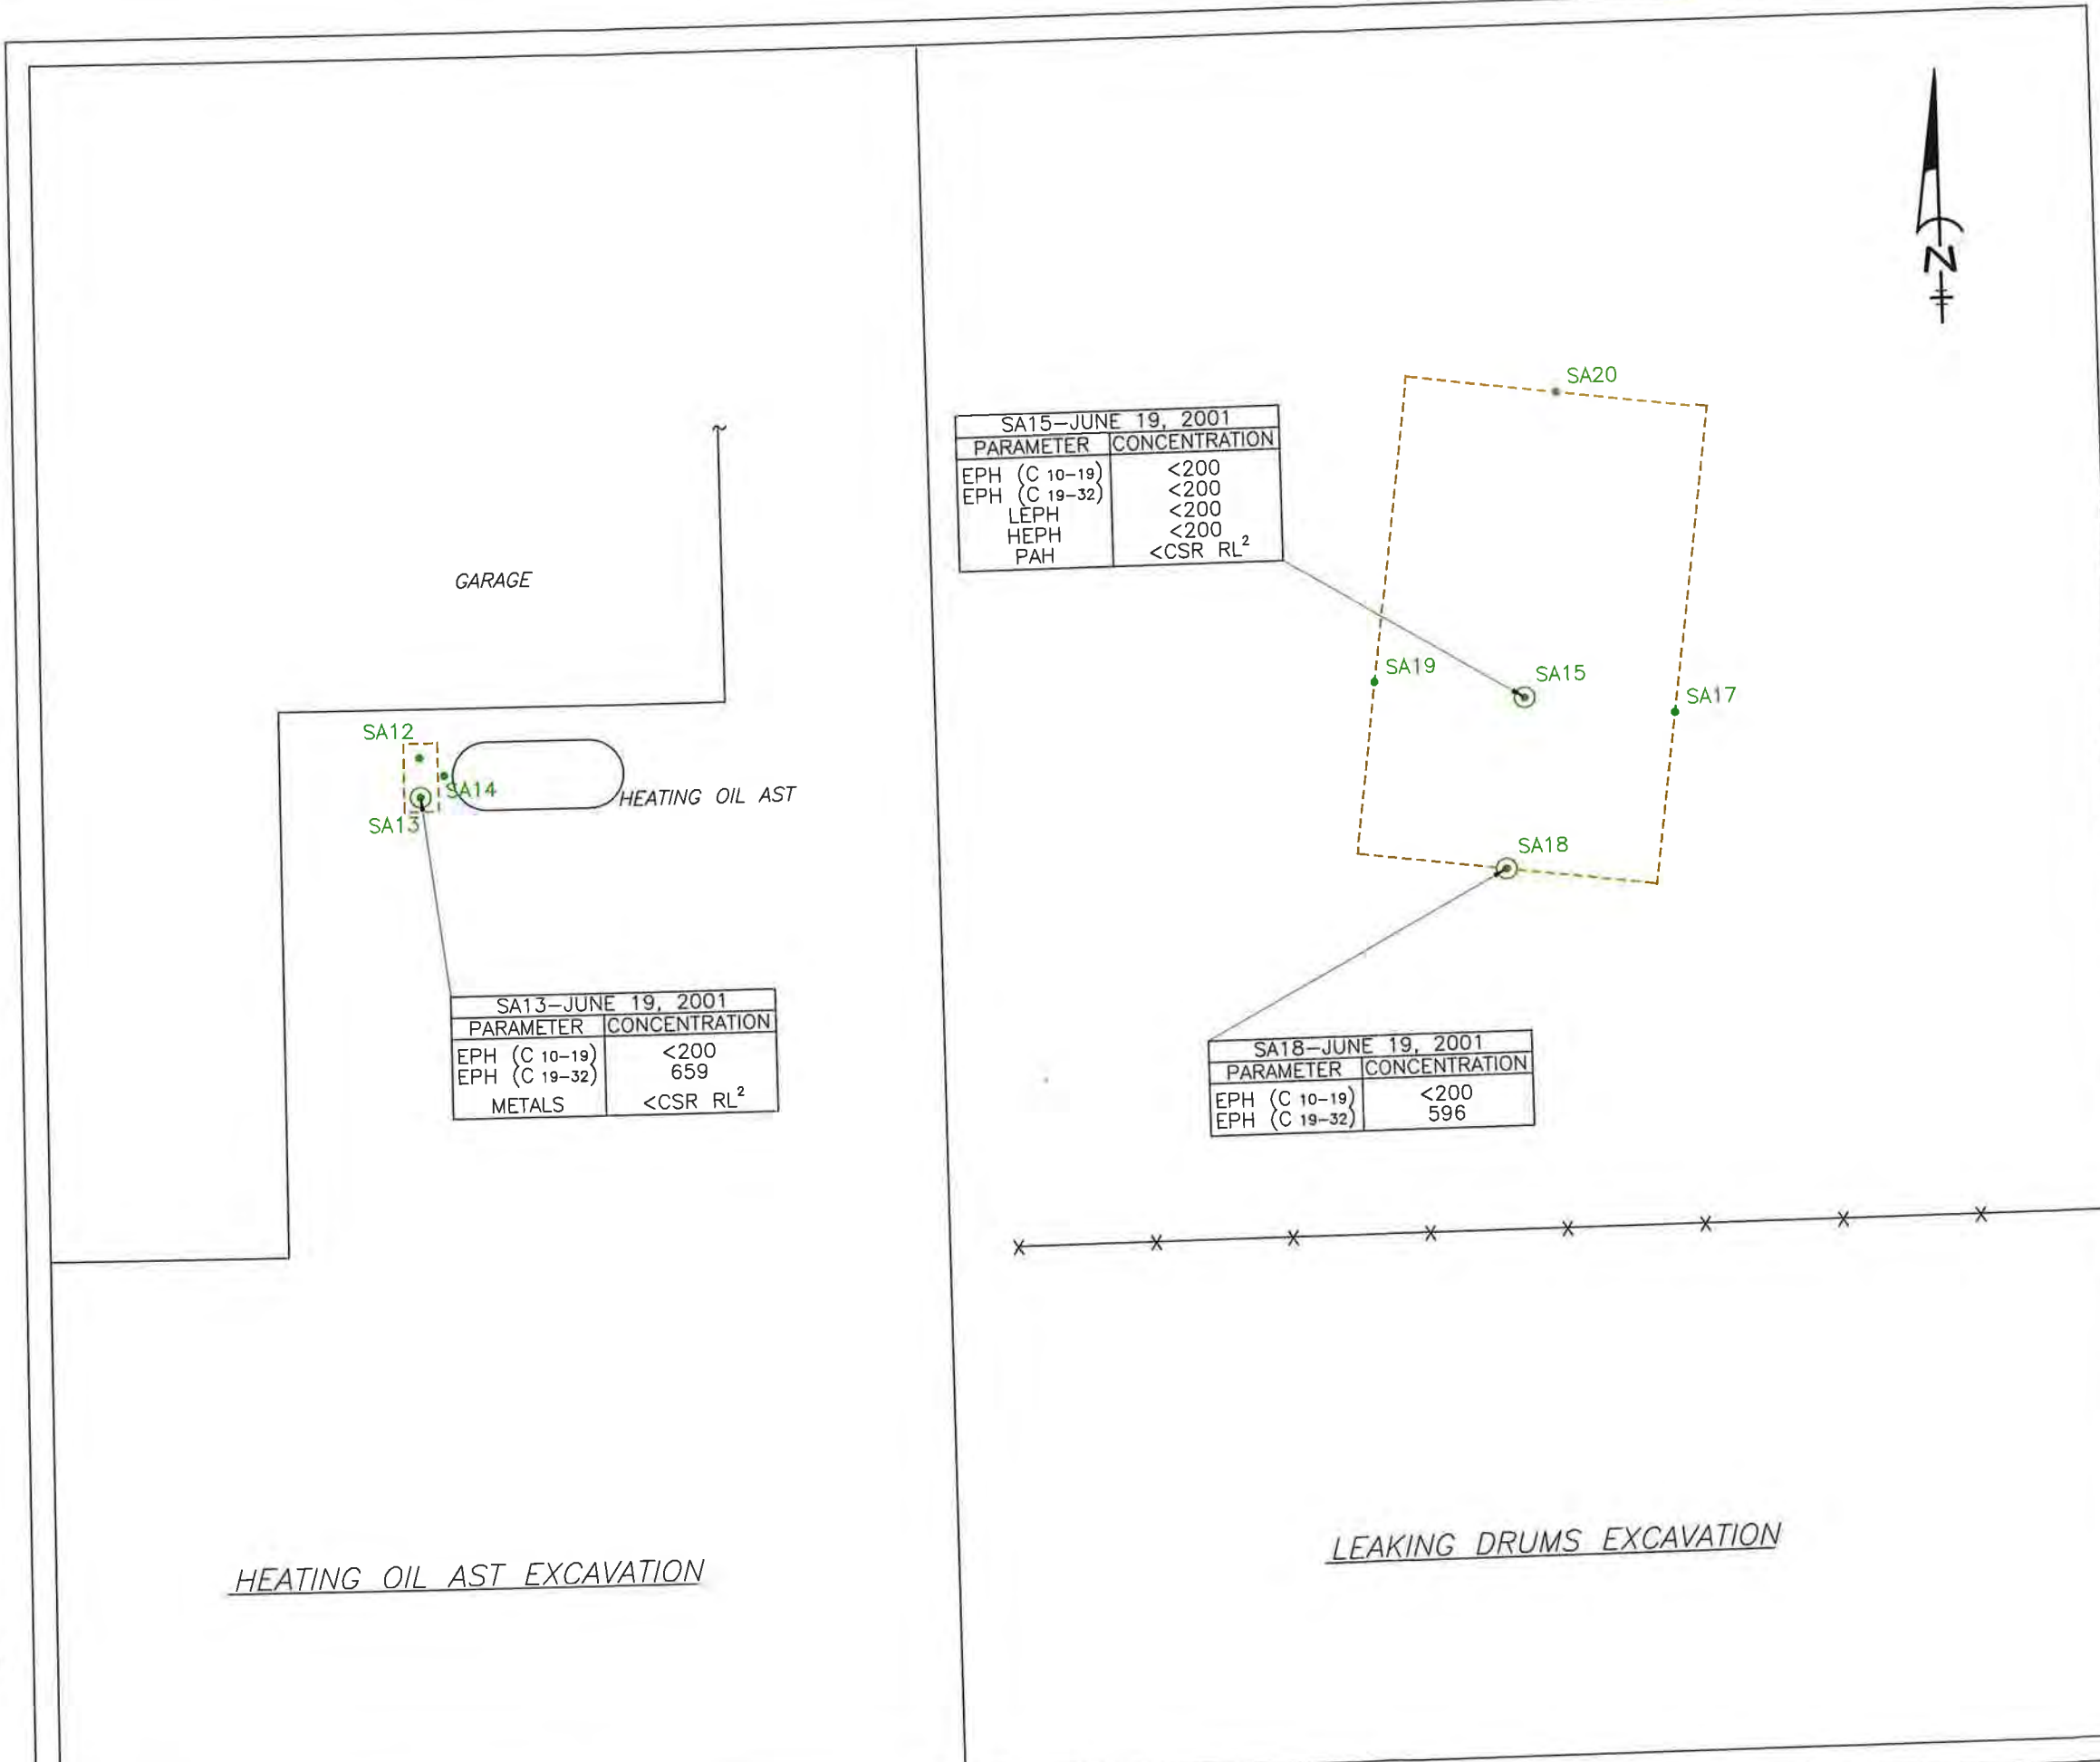 N
SA20
SA15-JUNE 19, 2001
PARAMETER CONCENTRATION
EPH (C 10-19) <200
EPH (C 19-32) <200
LEPH <200
HEPH <200
PAH <CSR RL²
GARAGE
SA19
SA15
SA17
SA12
SA14
HEATING OIL AST
SA13
SA18
SA13-JUNE 19, 2001
PARAMETER CONCENTRATION
EPH (C 10-19) <200
EPH (C 19-32) 659
METALS <CSR RL²
SA18-JUNE 19, 2001
PARAMETER CONCENTRATION
EPH (C 10-19) <200
EPH (C 19-32) 596
HEATING OIL AST EXCAVATION
LEAKING DRUMS EXCAVATION